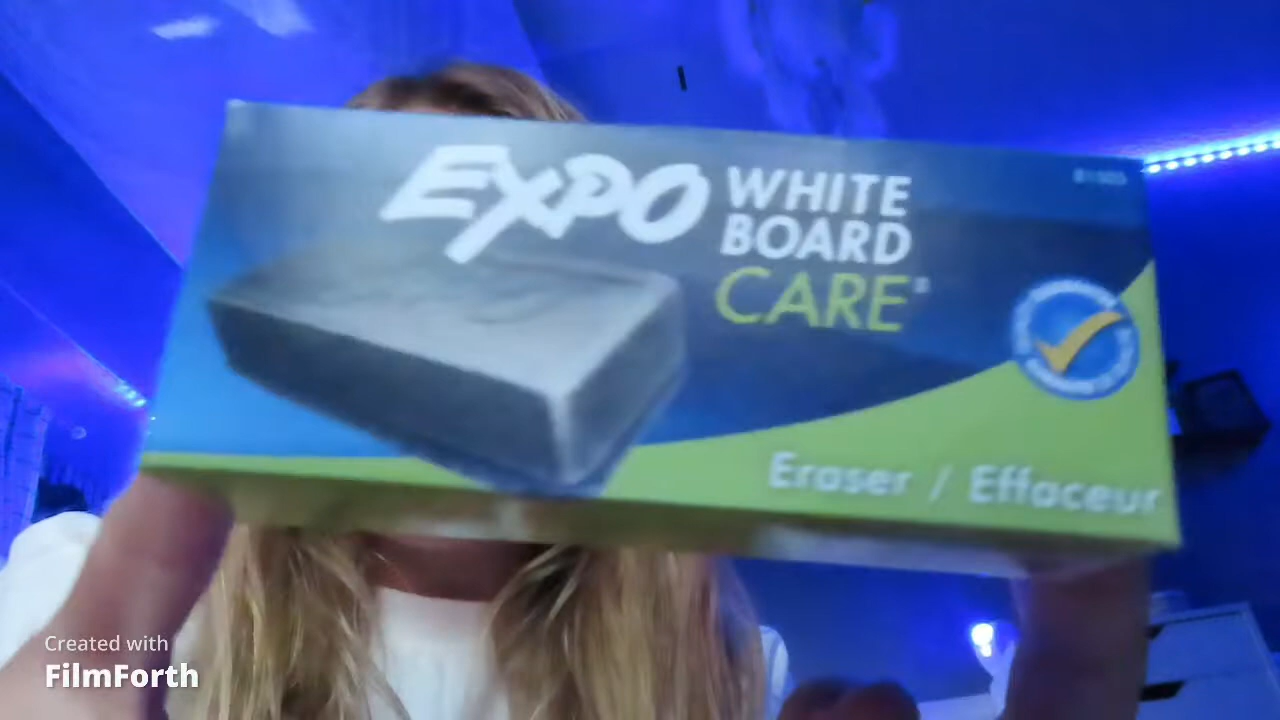 EXPO
WHITE
BOARD
CARE
Eraser / Effaceur
Created with
FilmForth